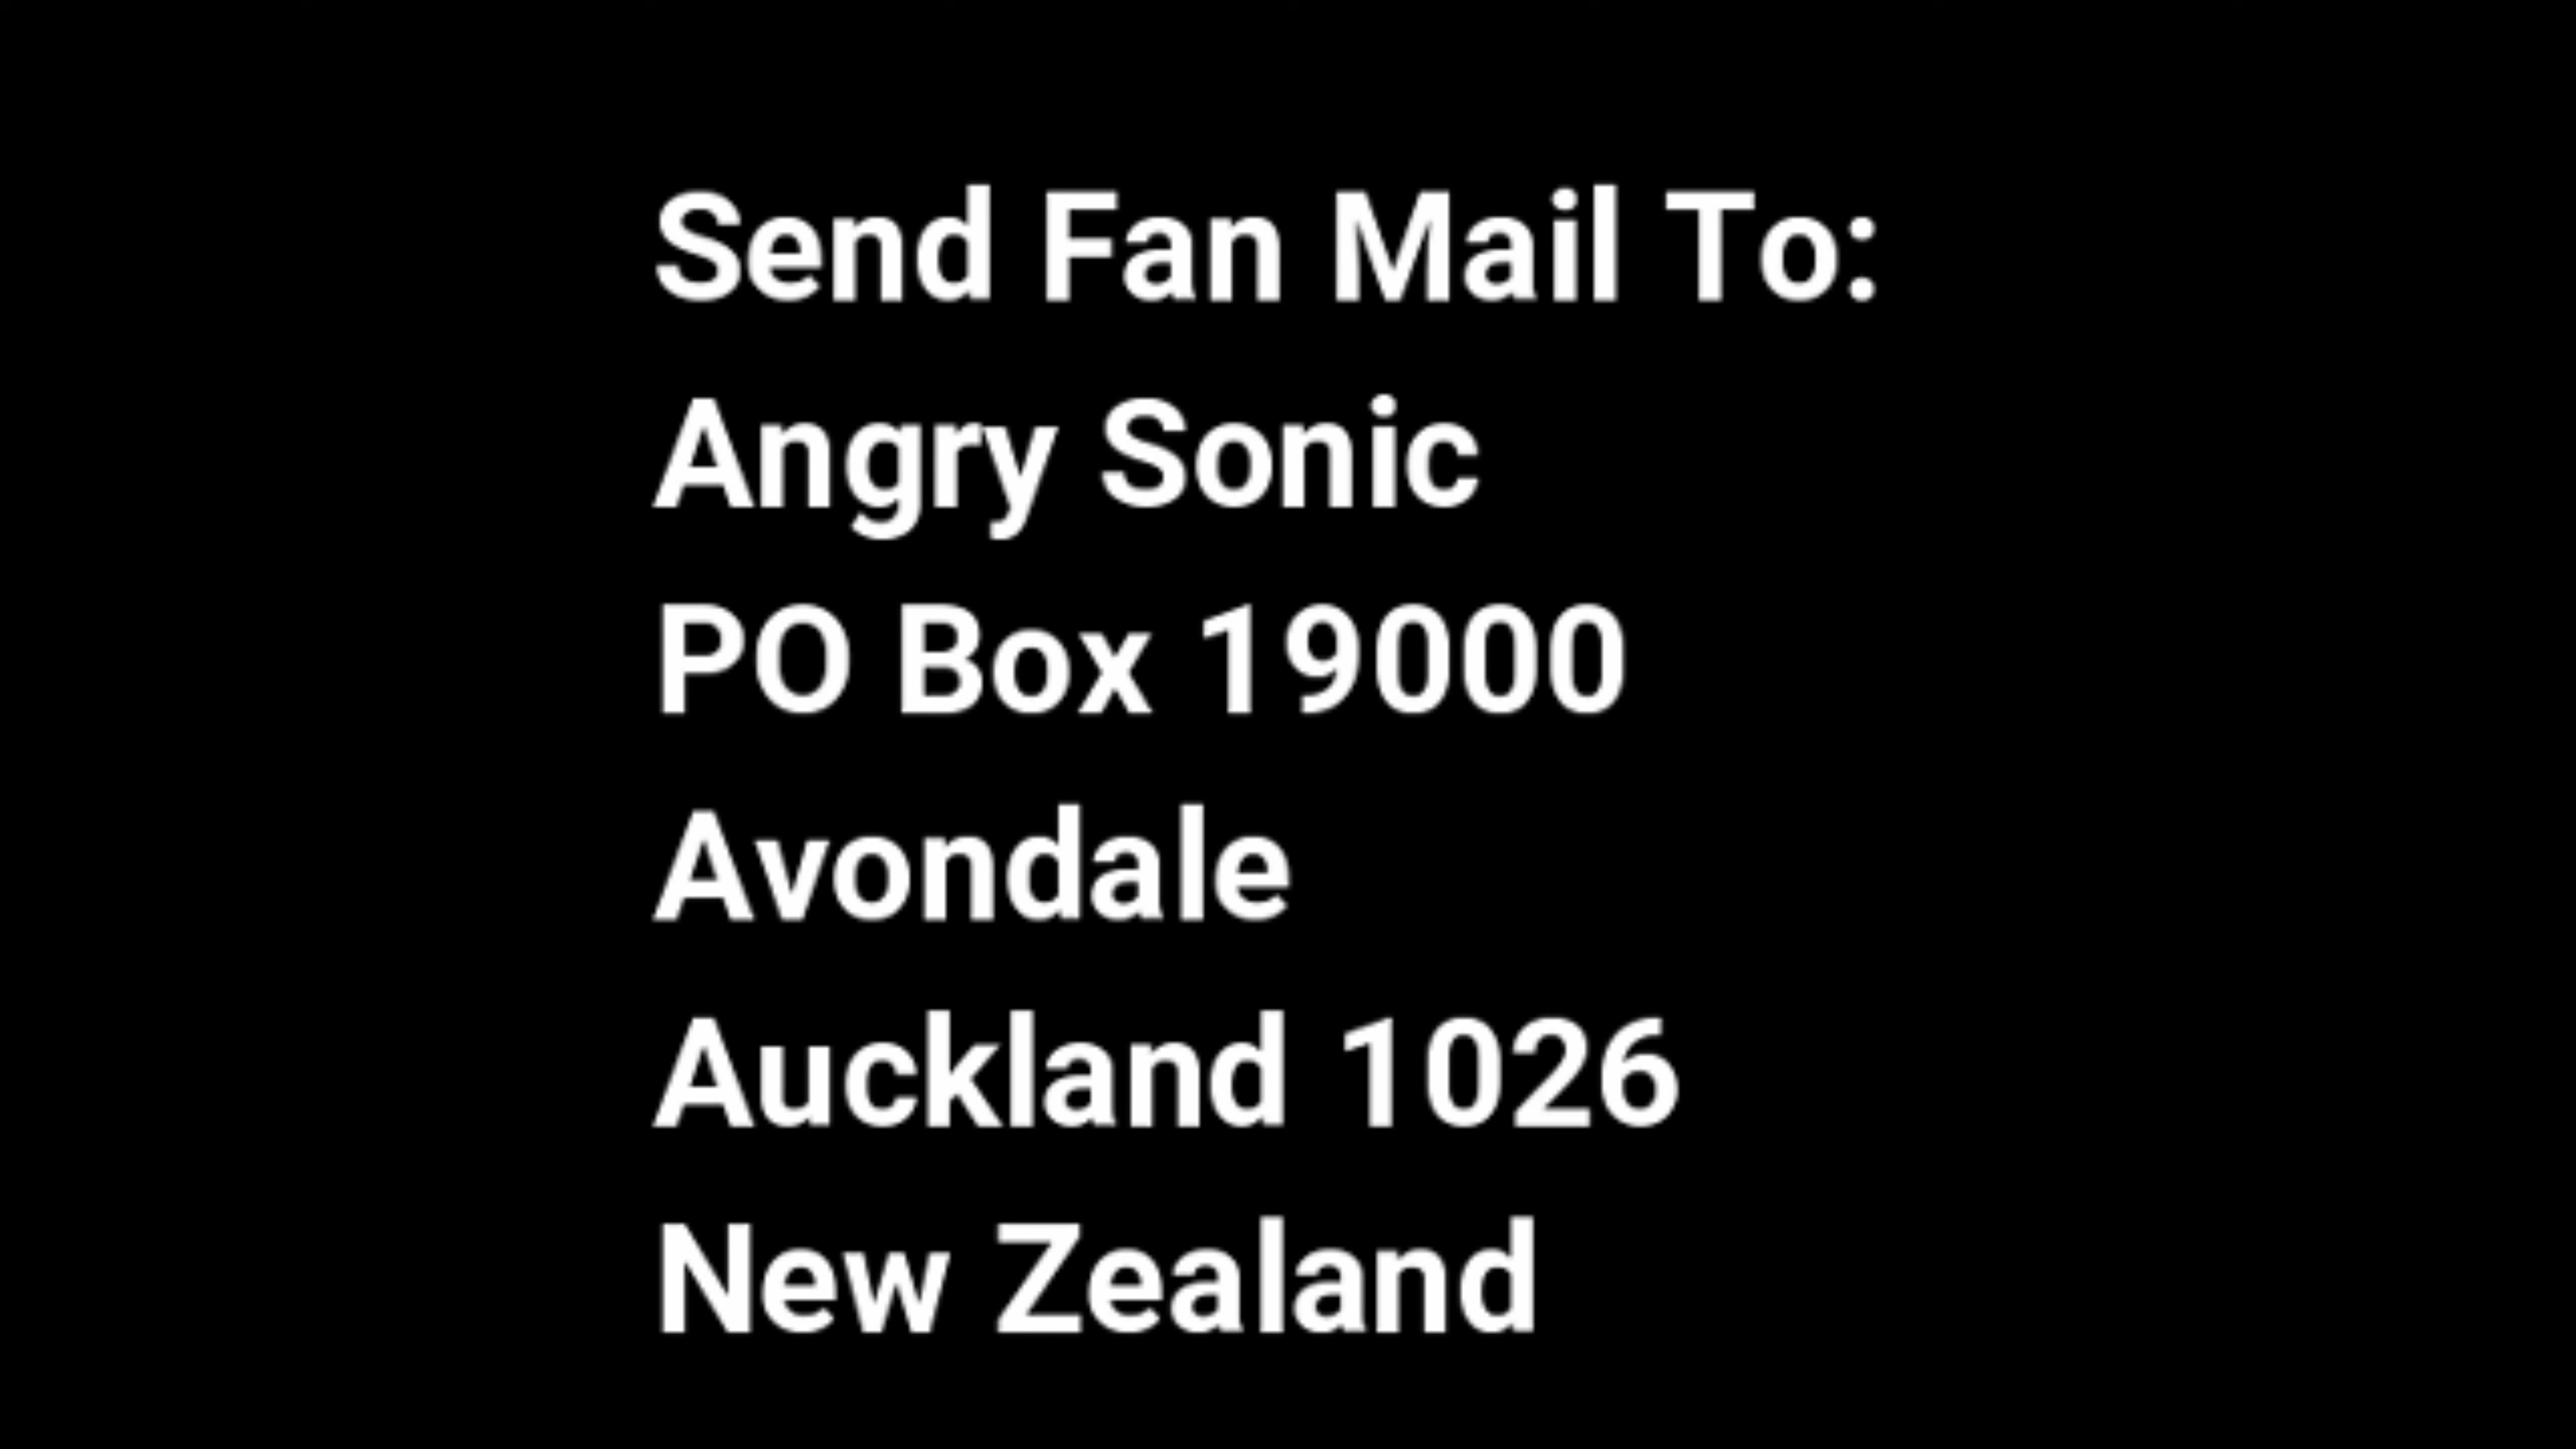 Send Fan Mail To:
Angry Sonic
PO Box 19000
Avondale
Auckland 1026
New Zealand